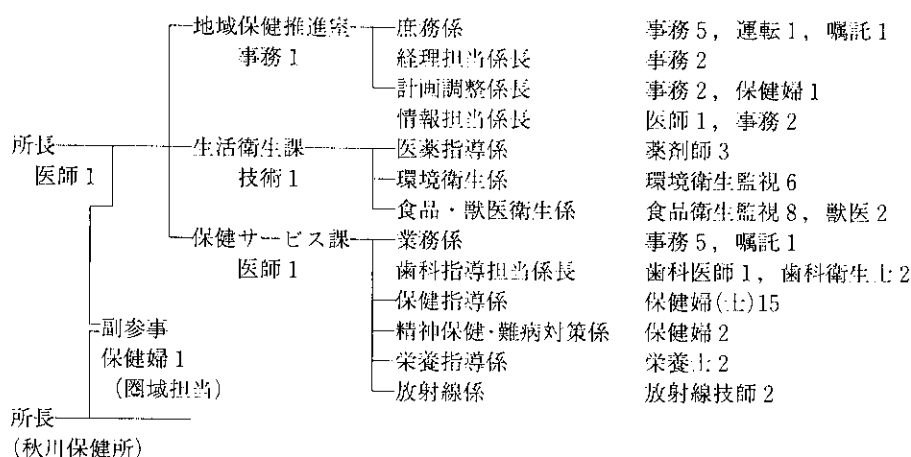 地域保健推進室 庶務係 事務5，運転1，嘱託1
事務1 経理担当係長 事務2
計画調整係長 事務2，保健婦1
情報担当係長 医師1，事務2
所長 生活衛生課 医薬指導係 薬剤師3
医師1 技術1 環境衛生係 環境衛生監視6
食品・獣医衛生係 食品衛生監視8，獣医2
保健サービス課 業務係 事務5，嘱託1
医師1 歯科指導担当係長 歯科医師1，歯科衛生士2
保健指導係 保健婦(士)15
副参事 精神保健・難病対策係 保健婦2
保健婦1 栄養指導係 栄養士2
（圏域担当） 放射線係 放射線技師2
所長
(秋川保健所)